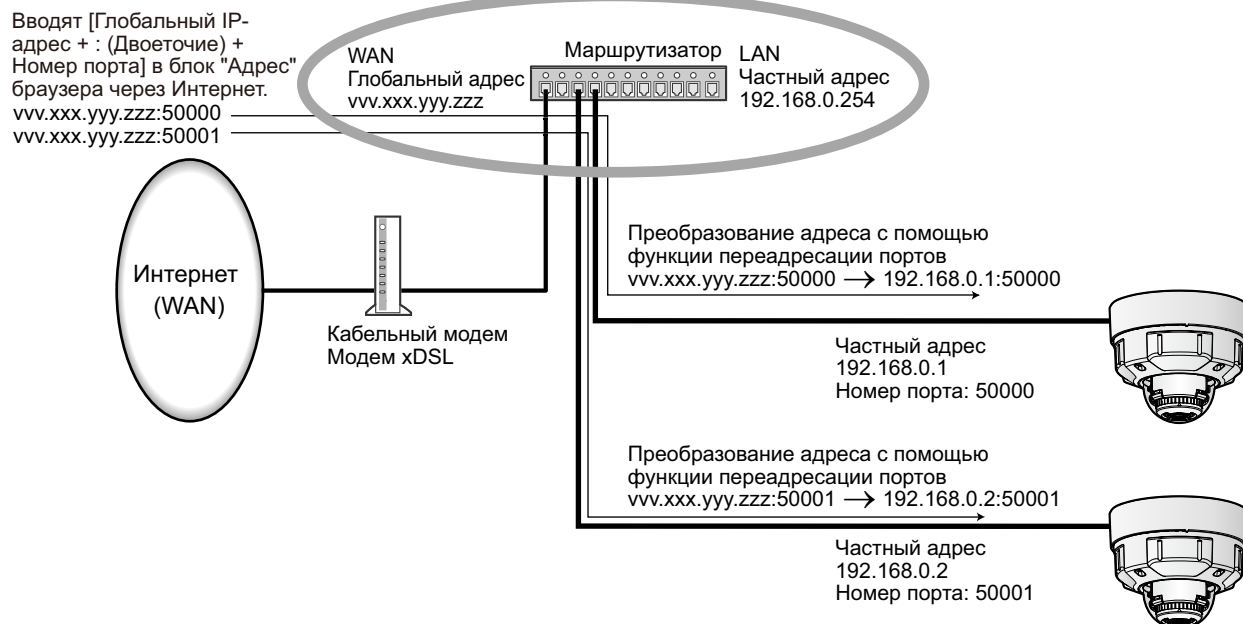 Вводят [Глобальный IP-
адрес + : (Двоеточие) +
Номер порта] в блок "Адрес"
браузера через Интернет.
vvv.xxx.yyy.zzz:50000
vvv.xxx.yyy.zzz:50001
WAN
Глобальный адрес
vvv.xxx.yyy.zzz
Маршрутизатор
LAN
Частный адрес
192.168.0.254
Интернет
(WAN)
Кабельный модем
Модем xDSL
Преобразование адреса с помощью
функции переадресации портов
vvv.xxx.yyy.zzz:50000 → 192.168.0.1:50000
Частный адрес
192.168.0.1
Номер порта: 50000
Преобразование адреса с помощью
функции переадресации портов
vvv.xxx.yyy.zzz:50001 → 192.168.0.2:50001
Частный адрес
192.168.0.2
Номер порта: 50001